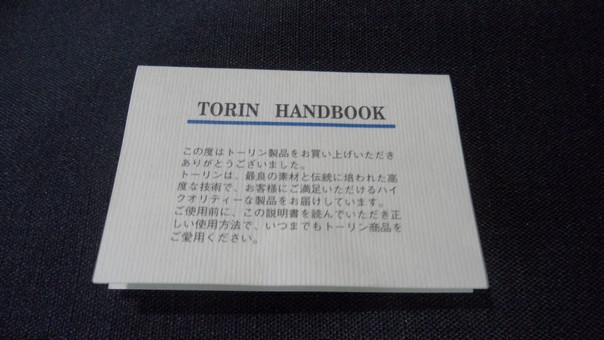 TORIN HANDBOOK
この度はトーリン製品をお買い上げいただき
ありがとうございました。
トーリンは、最良の素材と伝統に培われた高
度な技術で、お客様にご満足いただけるハイ
クオリティーな製品をお届けしています。
ご使用前に、この説明書を読んでいただき正
しい使用方法で、いつまでもトーリン商品を
ご愛用ください。